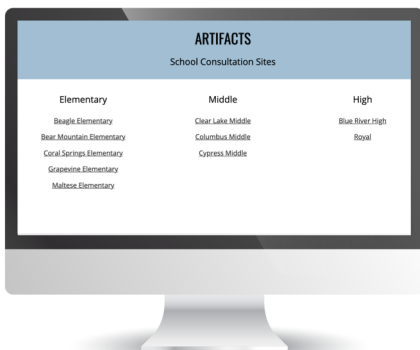 ARTIFACTS
School Consultation Sites
Elementary
Beagle Elementary
Bear Mountain Elementary
Coral Springs Elementary
Grapevine Elementary
Maltese Elementary
Middle
Clear Lake Middle
Columbus Middle
Cypress Middle
High
Blue River High
Royal